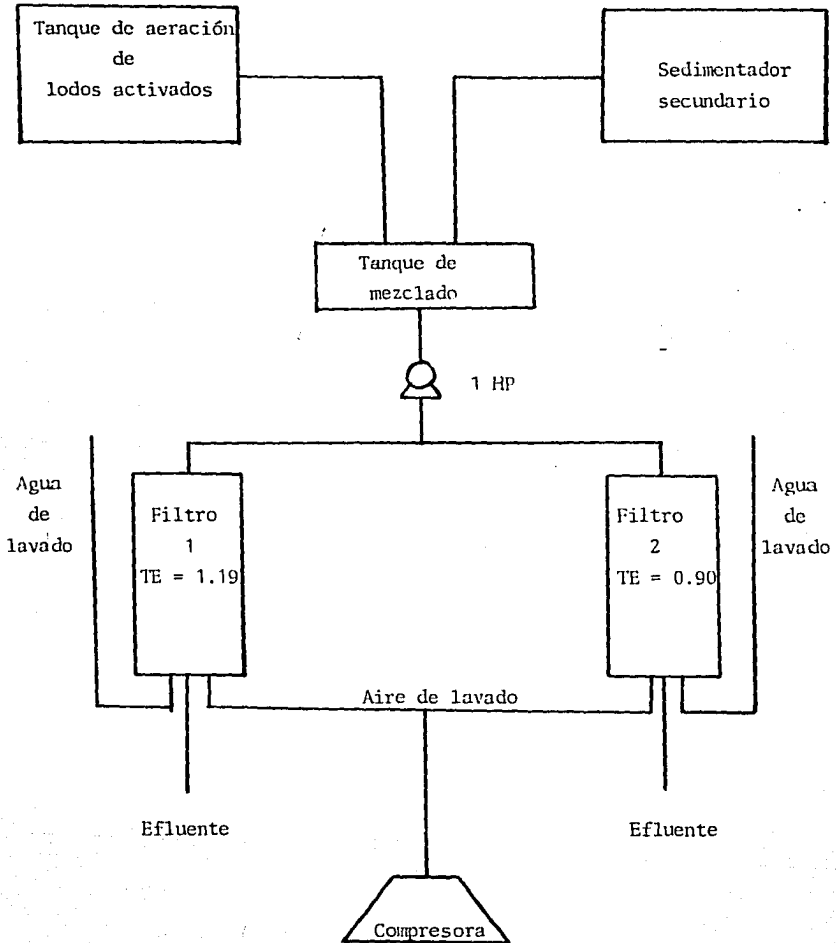 Tanque de aeración
de
lodos activados
Sedimentador
secundario
Tanque de
mezclado
1 HP
Agua
de
lavado
Filtro
1
TE = 1.19
Filtro
2
TE = 0.90
Agua
de
lavado
Aire de lavado
Efluente
Efluente
Compresora